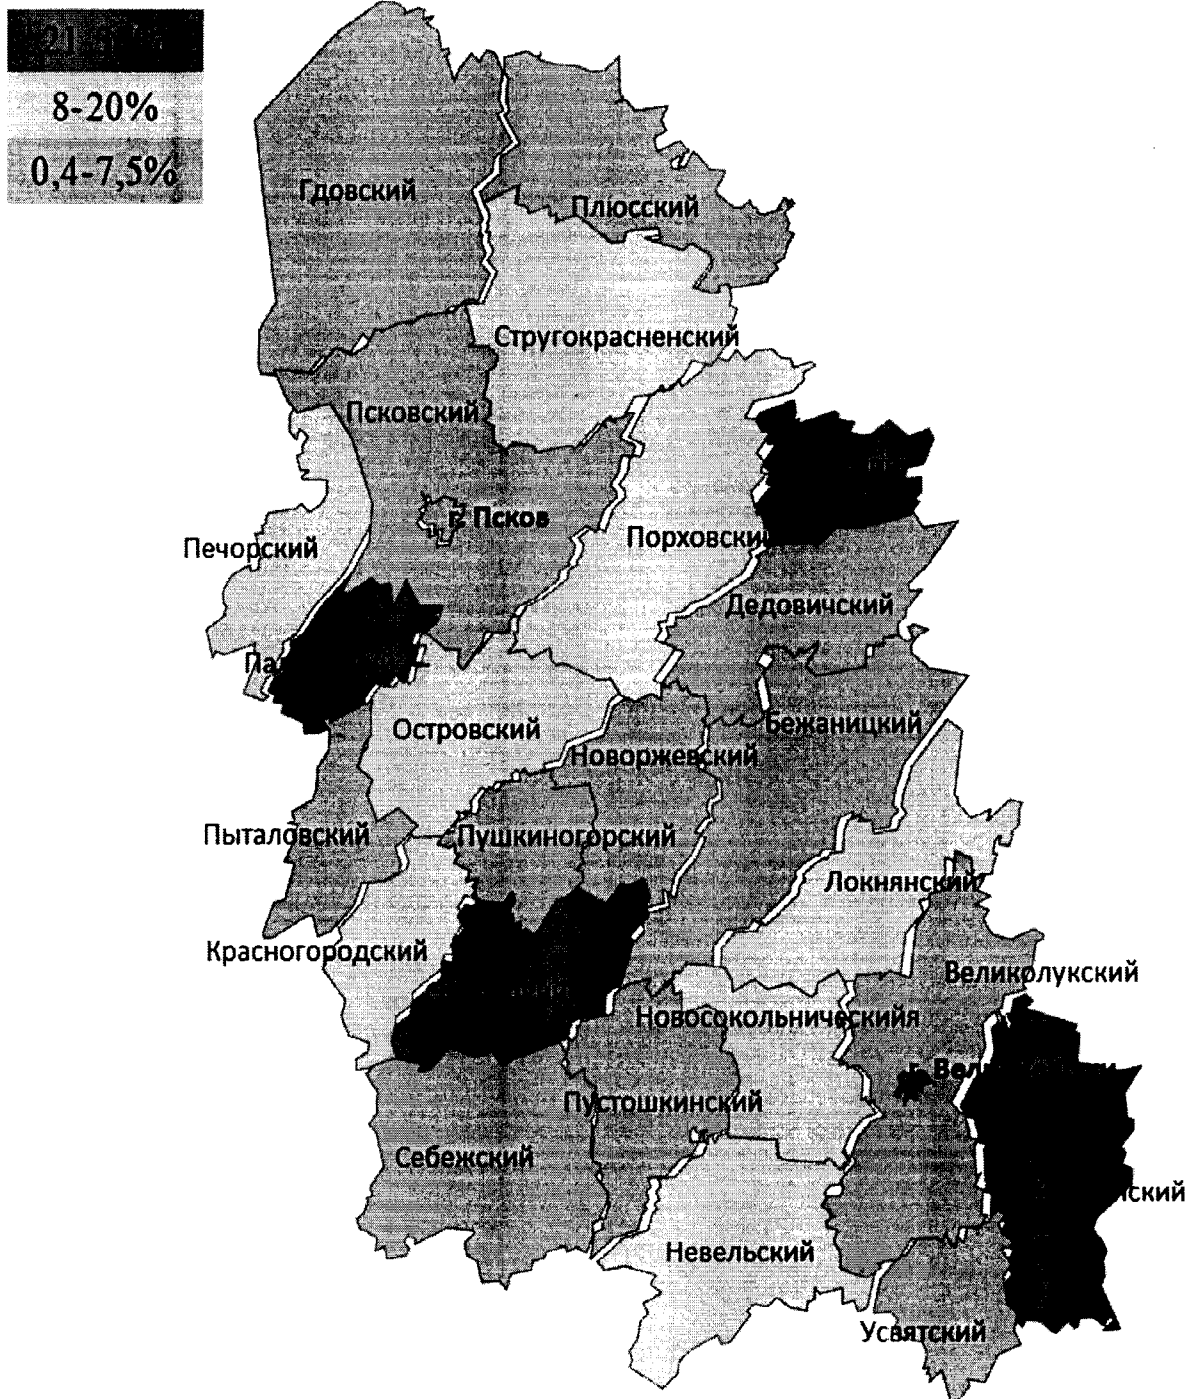 8-20%
0,4-7,5%
Гдовский
Плюсский
Стругокрасненский
Псковский
г. Псков
Порховский
Печорский
Дедовичский
Островский
Бежаницкий
Новоржевский
Пыталовский
Пушкиногорский
Локнянский
Красногородский
Великолукский
Новосокольническийя
Пустошкинский
Себежский
Невельский
Усвятский